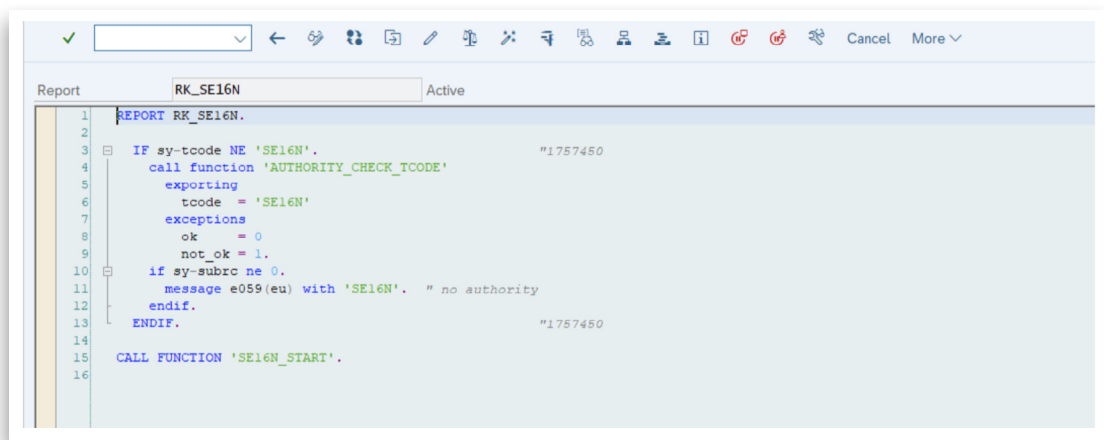 Cancel More
Report RK_SE16N Active
1 REPORT RK_SE16N.
2
3 IF sy-tcode NE 'SE16N'. "1757450
4 call function 'AUTHORITY_CHECK_TCODE'
5 exporting
6 tcode = 'SE16N'
7 exceptions
8 ok = 0
9 not_ok = 1.
10 if sy-subrc ne 0.
11 message e059(eu) with 'SE16N'. " no authority
12 endif.
13 ENDIF. "1757450
14
15 CALL FUNCTION 'SE16N_START'.
16